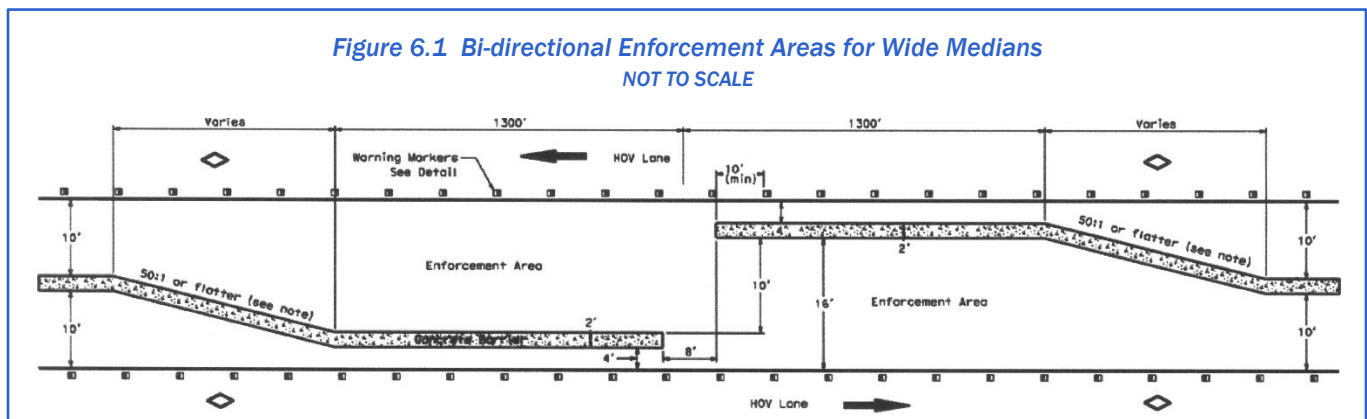 Figure 6.1 Bi-directional Enforcement Areas for Wide Medians
NOT TO SCALE
Varies 1300' 1300' Varies
Warning Markers
See Detail
HOV Lane
10'
(min)
10'
50:1 or flatter (see note)
10'
Enforcement Area
4'
2'
10'
16'
Enforcement Area
50:1 or flatter (see note)
10'
10'
Concrete Barrier
2'
4'
8'
HOV Lane